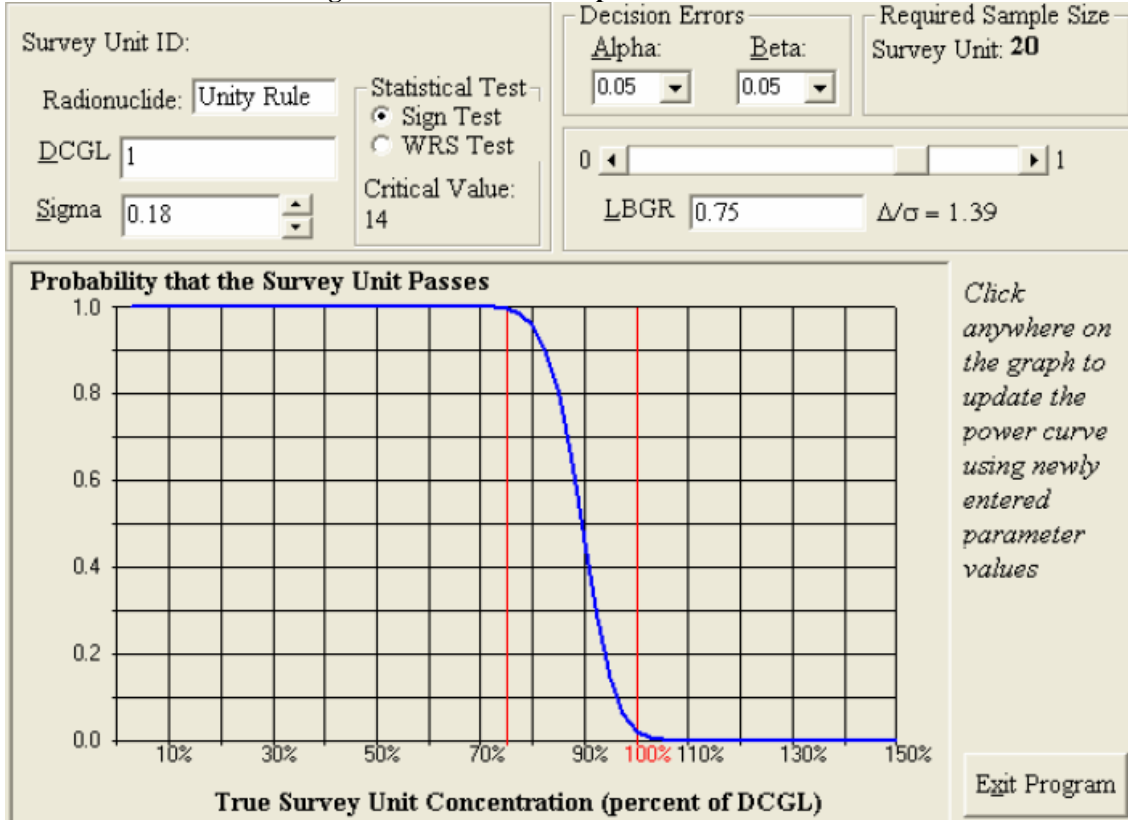 Survey Unit ID:
Radionuclide: Unity Rule
DCGL 1
Sigma 0.18
Statistical Test
Sign Test
WRS Test
Critical Value:
14
Decision Errors
Alpha: Beta:
0.05 0.05
Required Sample Size
Survey Unit: 20
0 1
LBGR 0.75 Δ/σ = 1.39
Probability that the Survey Unit Passes
1.0
0.8
0.6
0.4
0.2
0.0
10% 30% 50% 70% 90% 100% 110% 130% 150%
True Survey Unit Concentration (percent of DCGL)
Click
anywhere on
the graph to
update the
power curve
using newly
entered
parameter
values
Exit Program